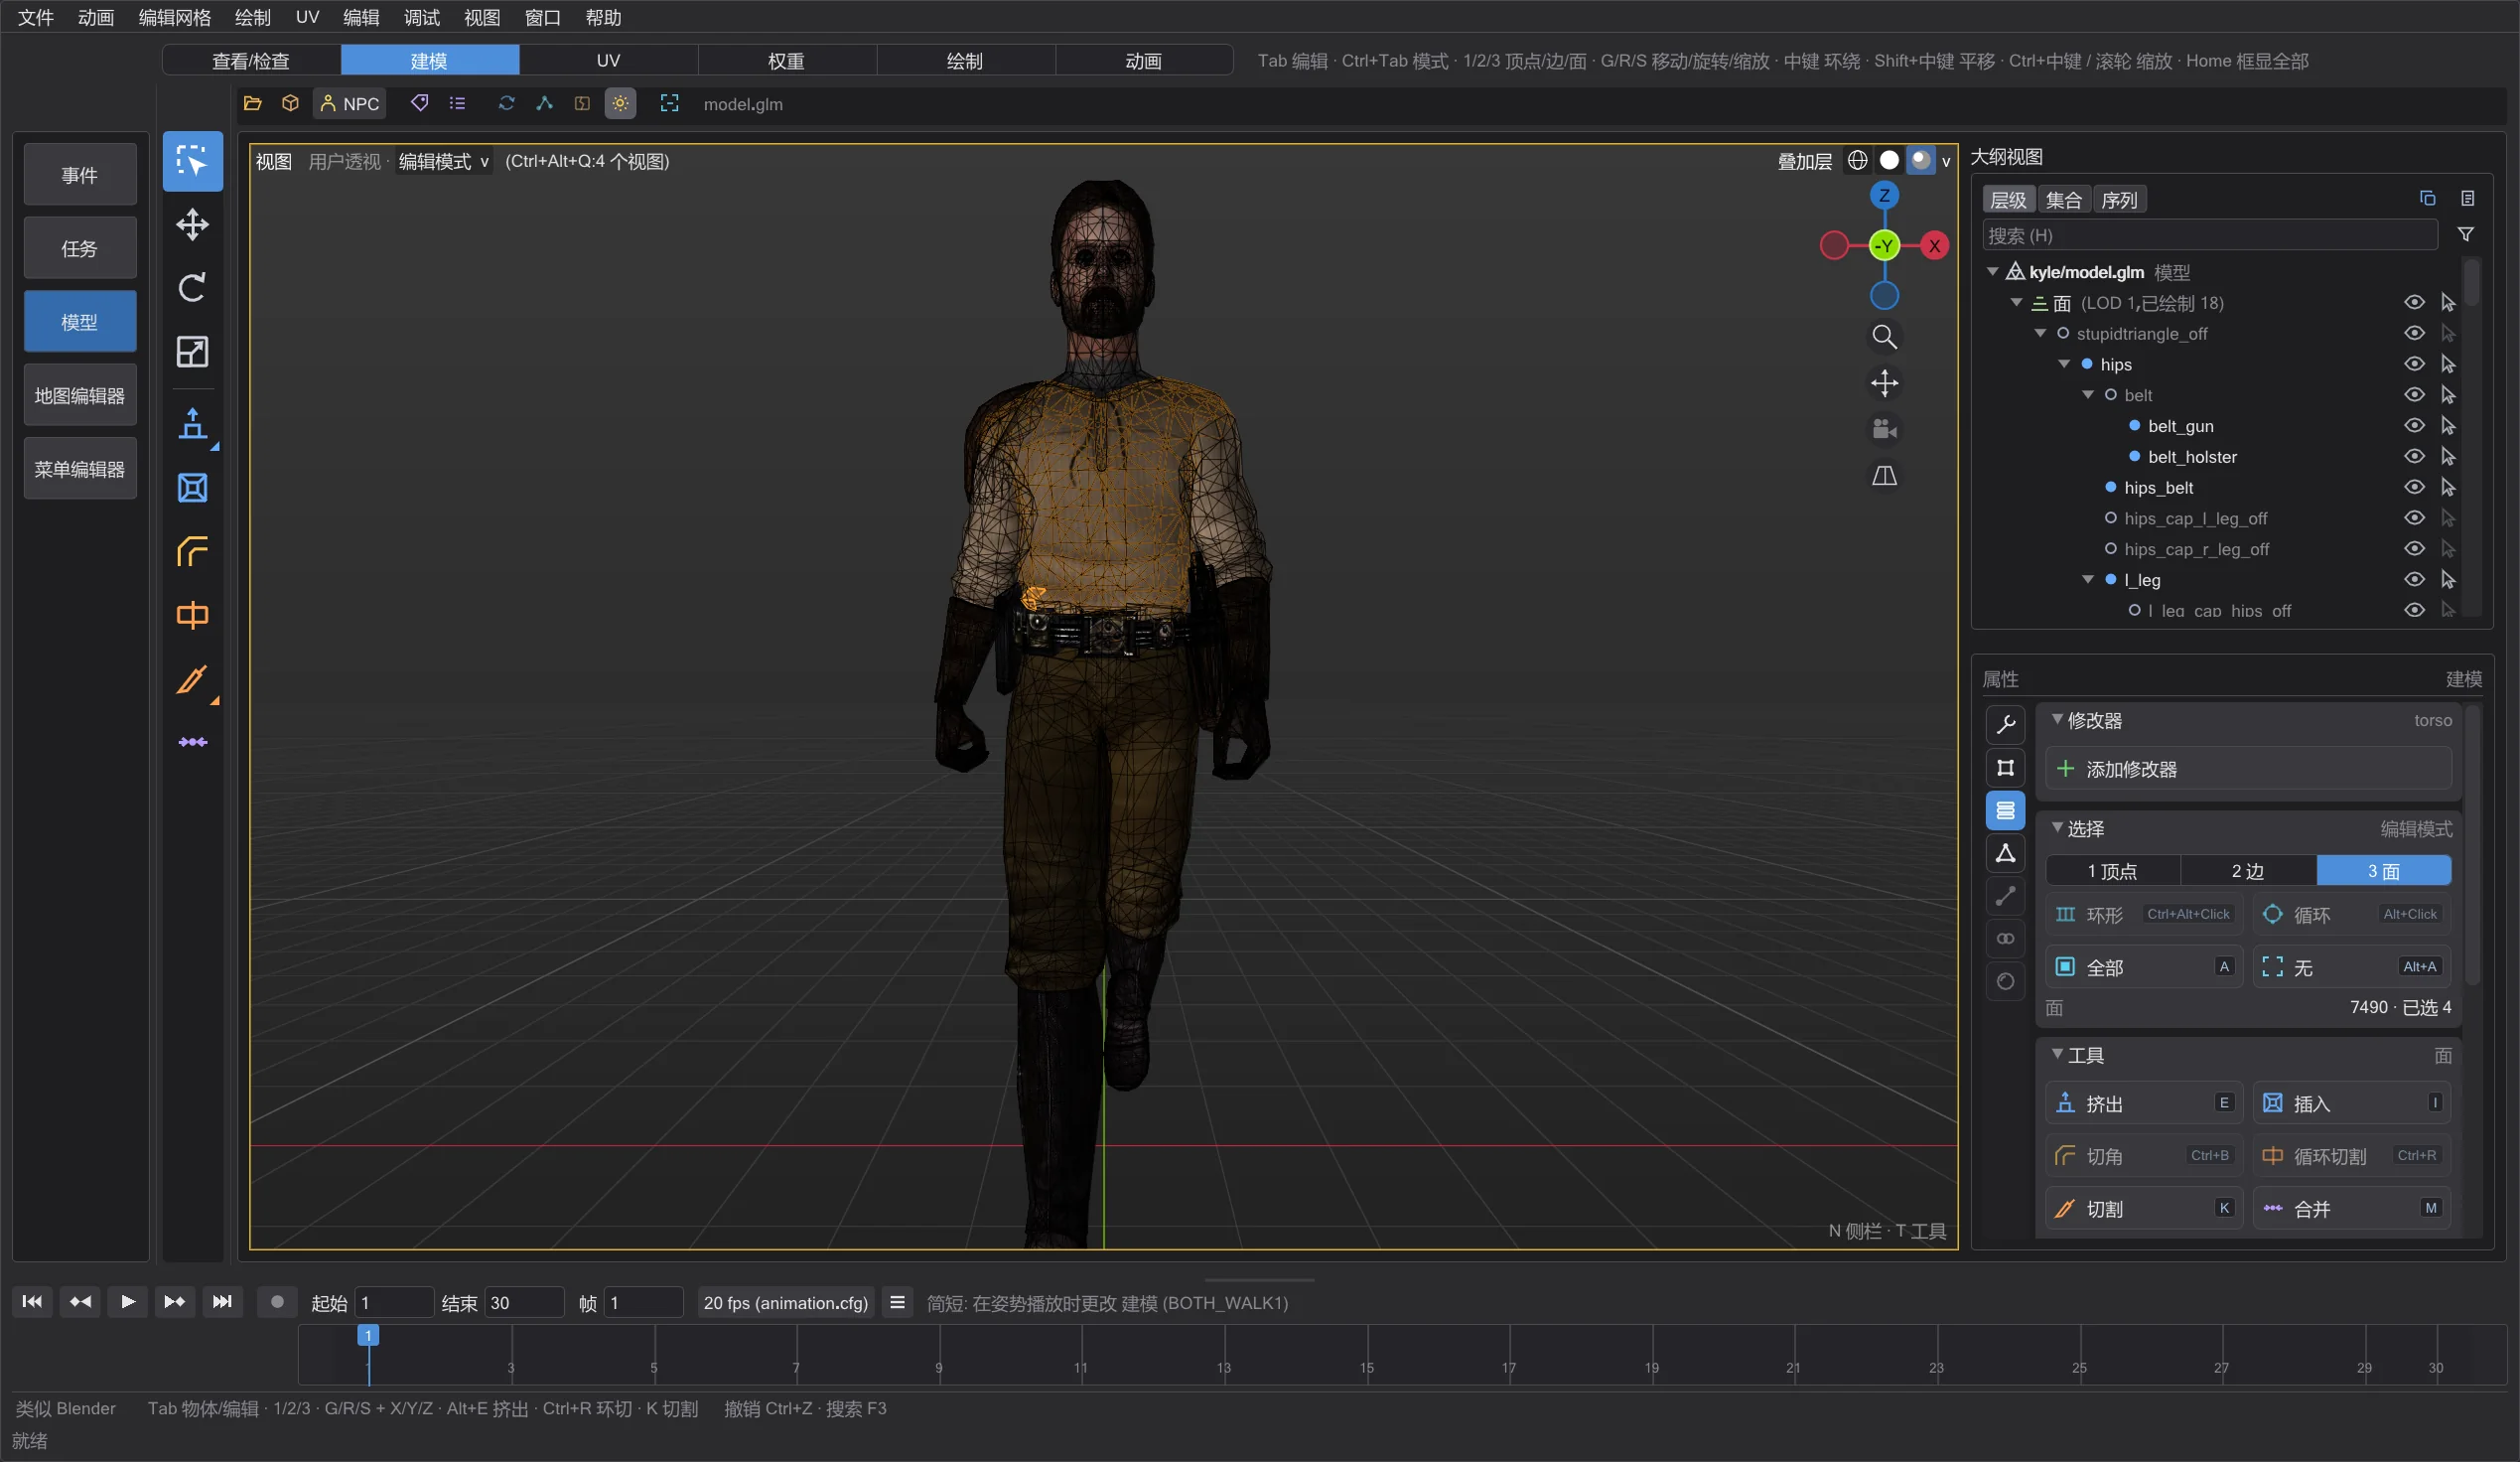 文件 动画 编辑网格 绘制 UV 编辑 调试 视图 窗口 帮助
查看/检查 建模 UV 权重 绘制 动画 Tab 编辑 · Ctrl+Tab 模式 · 1/2/3 顶点/边/面 · G/R/S 移动/旋转/缩放 · 中键 环绕 · Shift+中键 平移 · Ctrl+中键 / 滚轮 缩放 · Home 框显全部
NPC model.glm
事件
任务
模型
地图编辑器
菜单编辑器
视图 用户透视 · 编辑模式 v (Ctrl+Alt+Q:4 个视图)
叠加层 v
Z
-Y X
N 侧栏 · T 工具
大纲视图
层级 集合 序列
搜索 (H)
kyle/model.glm 模型
面 (LOD 1,已绘制 18)
stupidtriangle_off
hips
belt
belt_gun
belt_holster
hips_belt
hips_cap_l_leg_off
hips_cap_r_leg_off
l_leg
l_leg_cap_hips_off
属性 建模
修改器 torso
添加修改器
选择 编辑模式
1 顶点 2 边 3 面
环形 Ctrl+Alt+Click 循环 Alt+Click
全部 A 无 Alt+A
面 7490 · 已选 4
工具 面
挤出 E 插入 I
切角 Ctrl+B 循环切割 Ctrl+R
切割 K 合并 M
起始 1 结束 30 帧 1 20 fps (animation.cfg) 简短: 在姿势播放时更改 建模 (BOTH_WALK1)
1
1 3 5 7 9 11 13 15 17 19 21 23 25 27 29 30
类似 Blender Tab 物体/编辑 · 1/2/3 · G/R/S + X/Y/Z · Alt+E 挤出 · Ctrl+R 环切 · K 切割 撤销 Ctrl+Z · 搜索 F3
就绪